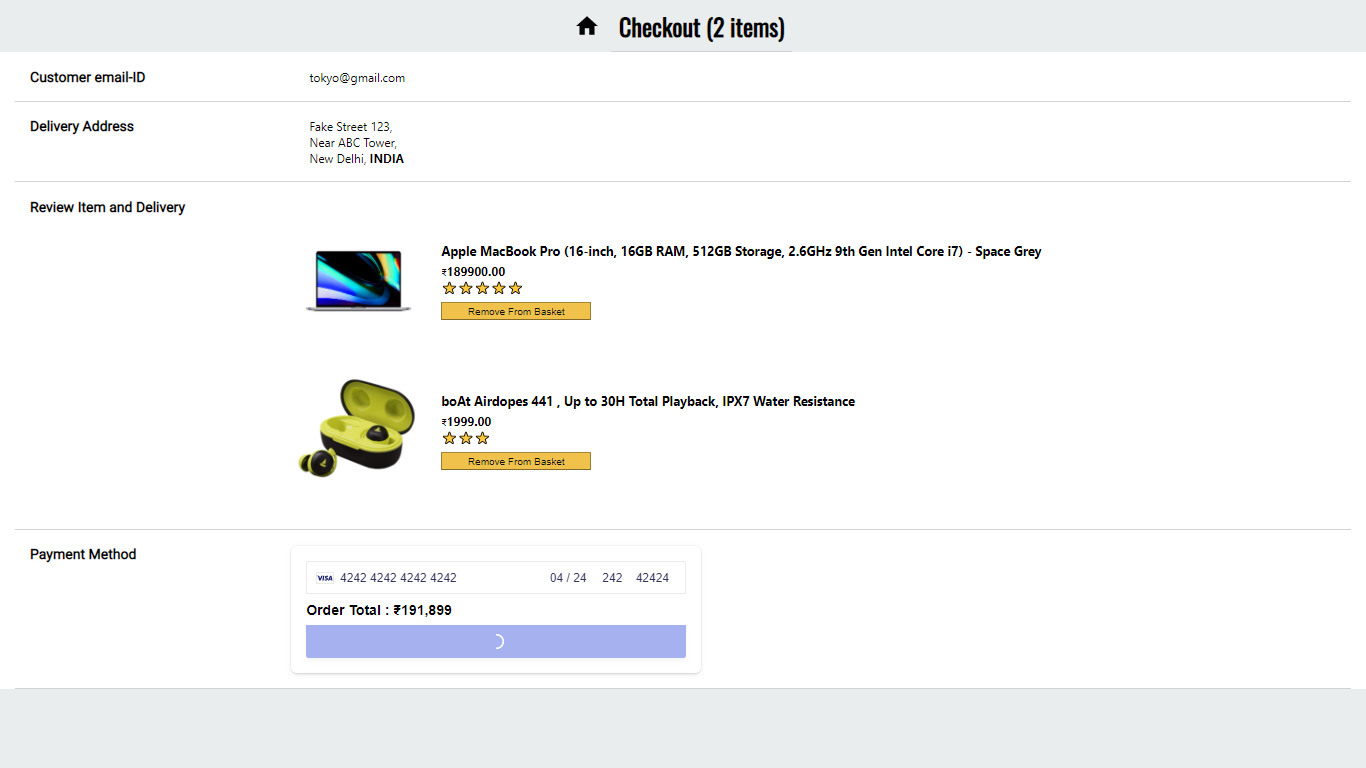 Checkout (2 items)
Customer email-ID
tokyo@gmail.com
Delivery Address
Fake Street 123,
Near ABC Tower,
New Delhi, INDIA
Review Item and Delivery
Apple MacBook Pro (16-inch, 16GB RAM, 512GB Storage, 2.6GHz 9th Gen Intel Core i7) - Space Grey
₹189900.00
Remove From Basket
boAt Airdopes 441 , Up to 30H Total Playback, IPX7 Water Resistance
₹1999.00
Remove From Basket
Payment Method
VISA 4242 4242 4242 4242 04 / 24 242 42424
Order Total : ₹191,899